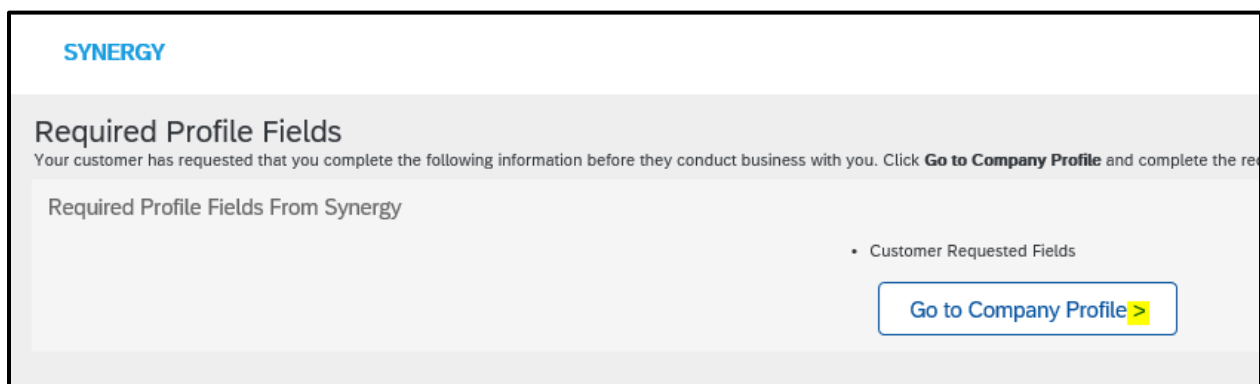 SYNERGY
Required Profile Fields
Your customer has requested that you complete the following information before they conduct business with you. Click Go to Company Profile and complete the
Required Profile Fields From Synergy
• Customer Requested Fields
Go to Company Profile >